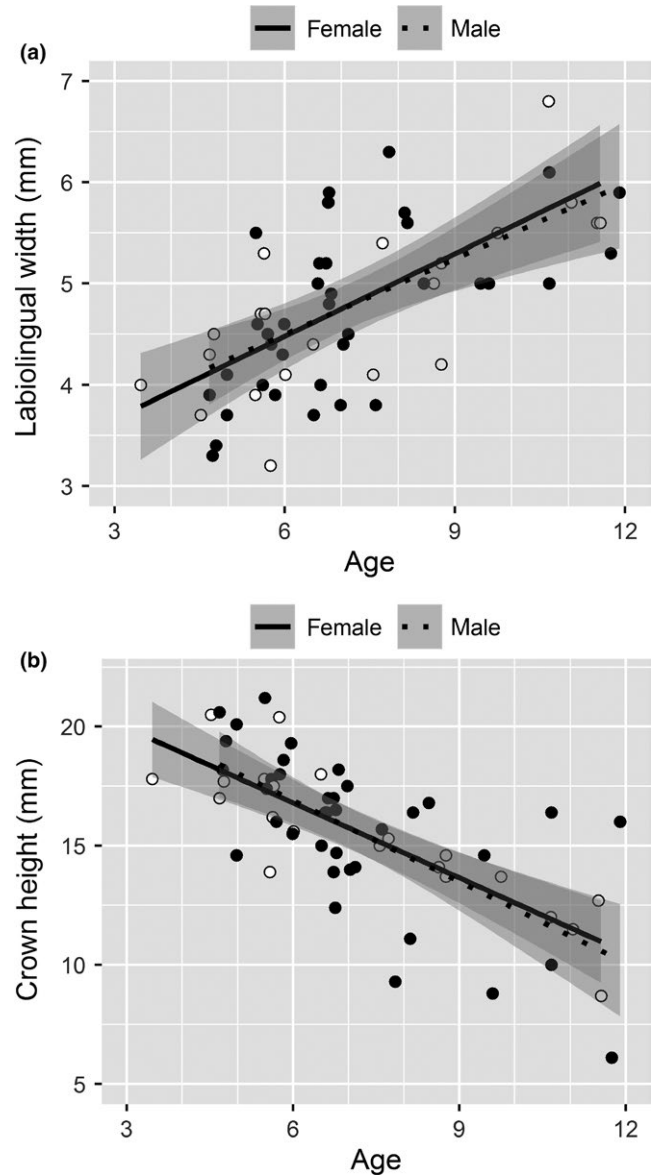 Female Male
(a)
7
6
5
4
3
Labiolingual width (mm)
3 6 9 12
Age
Female Male
(b)
20
15
10
5
Crown height (mm)
3 6 9 12
Age